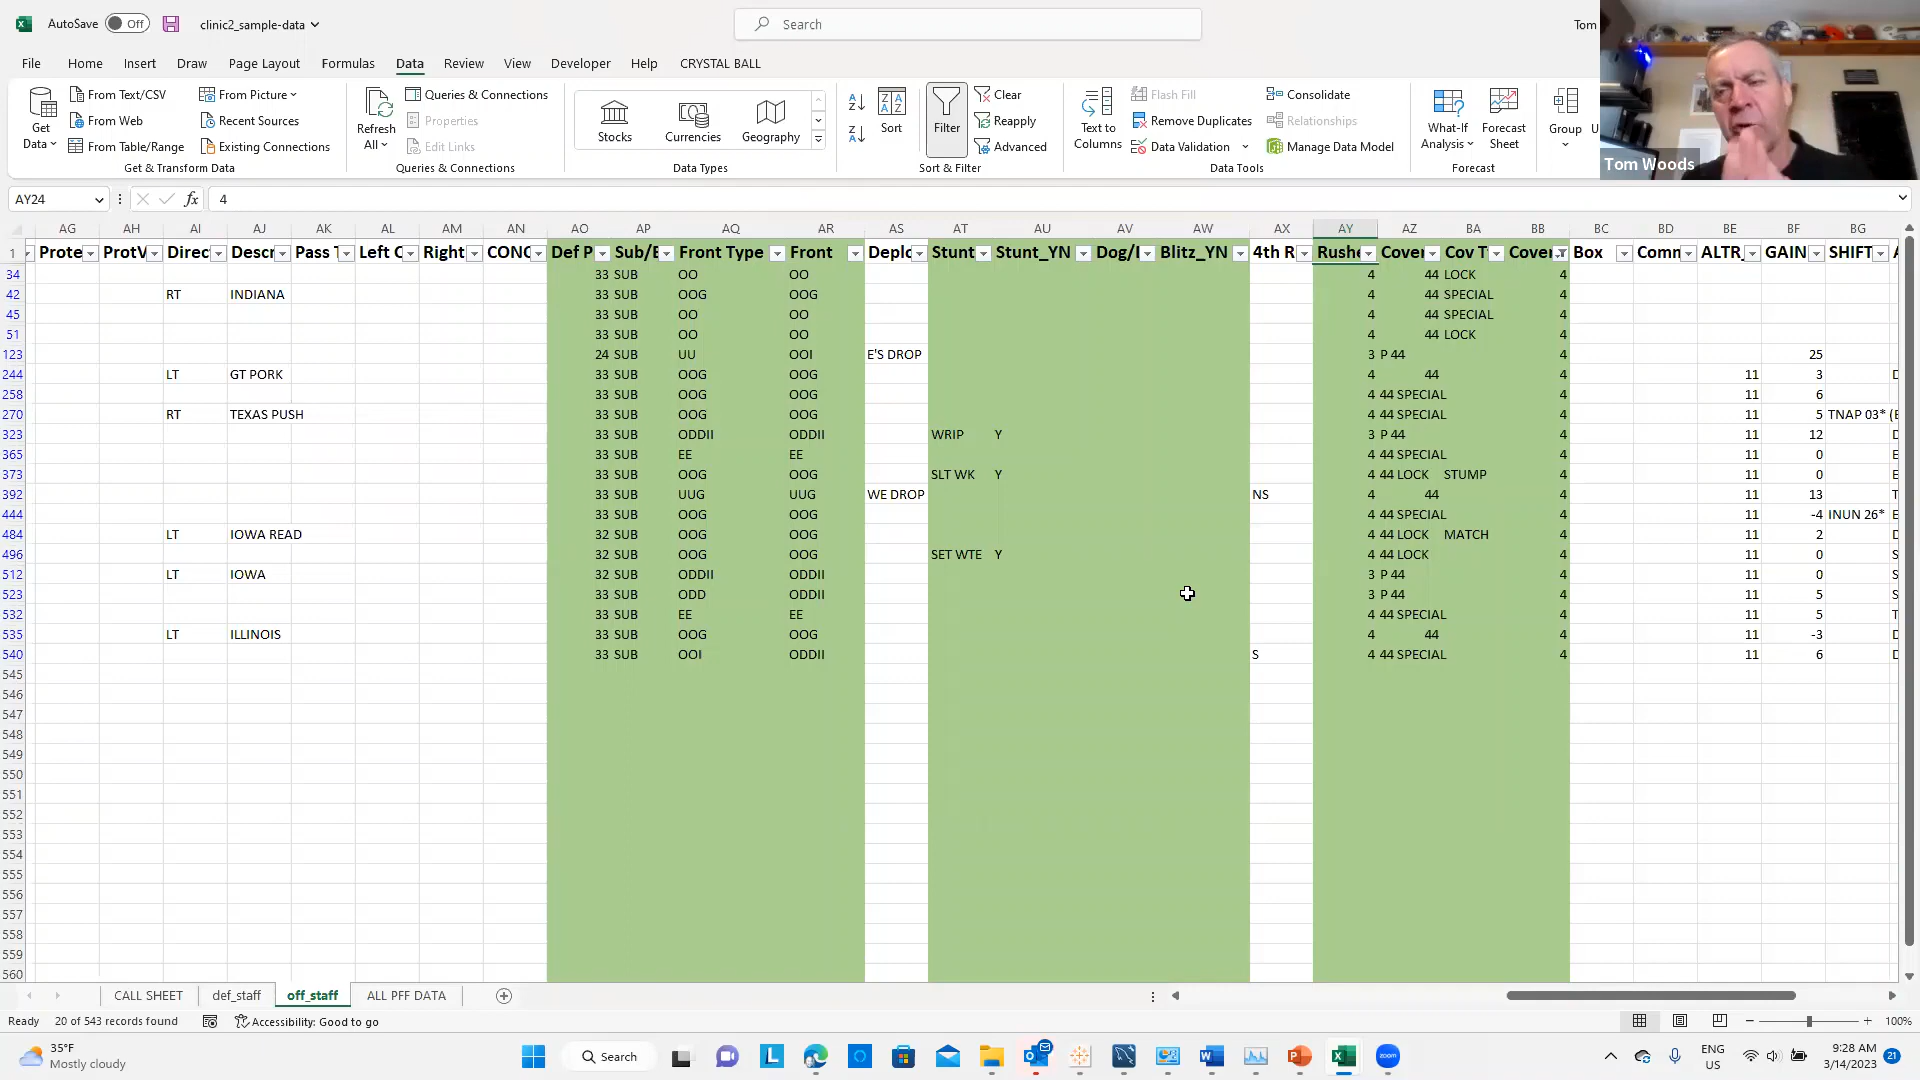 AutoSave Off clinic2_sample-data Search Tom
File Home Insert Draw Page Layout Formulas Data Review View Developer Help CRYSTAL BALL
From Text/CSV From Picture Queries & Connections Clear Flash Fill Consolidate
From Web Recent Sources Properties Reapply Remove Duplicates Relationships
From Table/Range Existing Connections Edit Links Advanced Data Validation Manage Data Model
Get Data Refresh All Stocks Currencies Geography Sort Filter Text to Columns What-If Analysis Forecast Sheet Group U
Get & Transform Data Queries & Connections Data Types Sort & Filter Data Tools Forecast
Tom Woods
AY24 fx 4
AG AH AI AJ AK AL AM AN AO AP AQ AR AS AT AU AV AW AX AY AZ BA BB BC BD BE BF BG
1 Prote ProtV Direc Descr Pass T Left C Right CONC Def P Sub/E Front Type Front Deplo Stunt Stunt_YN Dog/ Blitz_YN 4th R Rushe Cover Cov T Cover Box Comn ALTR_ GAIN SHIFT
34 33 SUB OO OO 4 44 LOCK 4
42 RT INDIANA 33 SUB OOG OOG 4 44 SPECIAL 4
45 33 SUB OO OO 4 44 SPECIAL 4
51 33 SUB OO OO 4 44 LOCK 4
123 24 SUB UU OOI E'S DROP 3 P 44 4 25
244 LT GT PORK 33 SUB OOG OOG 4 44 4 11 3
258 33 SUB OOG OOG 4 44 SPECIAL 4 11 6
270 RT TEXAS PUSH 33 SUB OOG OOG 4 44 SPECIAL 4 11 5 TNAP 03* (E
323 33 SUB ODDII ODDII WRIP Y 3 P 44 4 11 12
365 33 SUB EE EE 4 44 SPECIAL 4 11 0
373 33 SUB OOG OOG SLT WK Y 4 44 LOCK STUMP 4 11 0
392 33 SUB UUG UUG WE DROP NS 4 44 4 11 13
444 33 SUB OOG OOG 4 44 SPECIAL 4 11 -4 INUN 26*
484 LT IOWA READ 32 SUB OOG OOG 4 44 LOCK MATCH 4 11 2
496 32 SUB OOG OOG SET WTE Y 4 44 LOCK 4 11 0
512 LT IOWA 32 SUB ODDII ODDII 3 P 44 4 11 0
523 33 SUB ODD ODDII 3 P 44 4 11 5
532 33 SUB EE EE 4 44 SPECIAL 4 11 5
535 LT ILLINOIS 33 SUB OOG OOG 4 44 4 11 -3
540 33 SUB OOI ODDII S 4 44 SPECIAL 4 11 6
545
546
547
548
549
550
551
552
553
554
555
556
557
558
559
560
CALL SHEET def_staff off_staff ALL PFF DATA
Ready 20 of 543 records found Accessibility: Good to go 100%
35°F
Mostly cloudy
Search
ENG
US
9:28 AM
3/14/2023
21